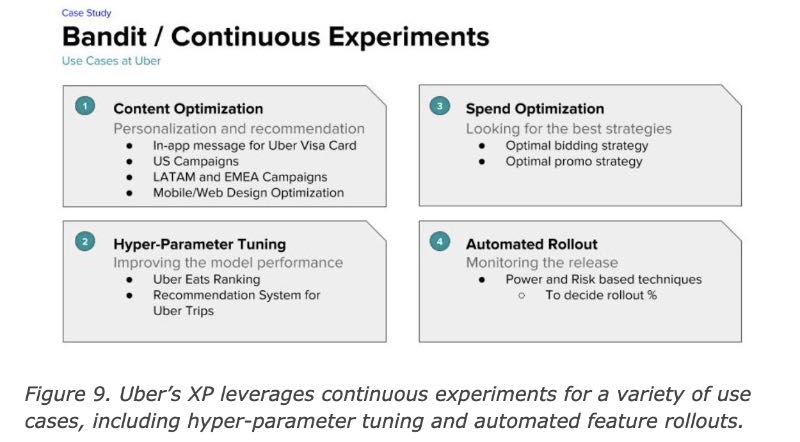 Case Study
Bandit / Continuous Experiments
Use Cases at Uber
1
Content Optimization
Personalization and recommendation
● In-app message for Uber Visa Card
● US Campaigns
● LATAM and EMEA Campaigns
● Mobile/Web Design Optimization
2
Hyper-Parameter Tuning
Improving the model performance
● Uber Eats Ranking
● Recommendation System for
Uber Trips
3
Spend Optimization
Looking for the best strategies
● Optimal bidding strategy
● Optimal promo strategy
4
Automated Rollout
Monitoring the release
● Power and Risk based techniques
○ To decide rollout %
Figure 9. Uber’s XP leverages continuous experiments for a variety of use
cases, including hyper-parameter tuning and automated feature rollouts.